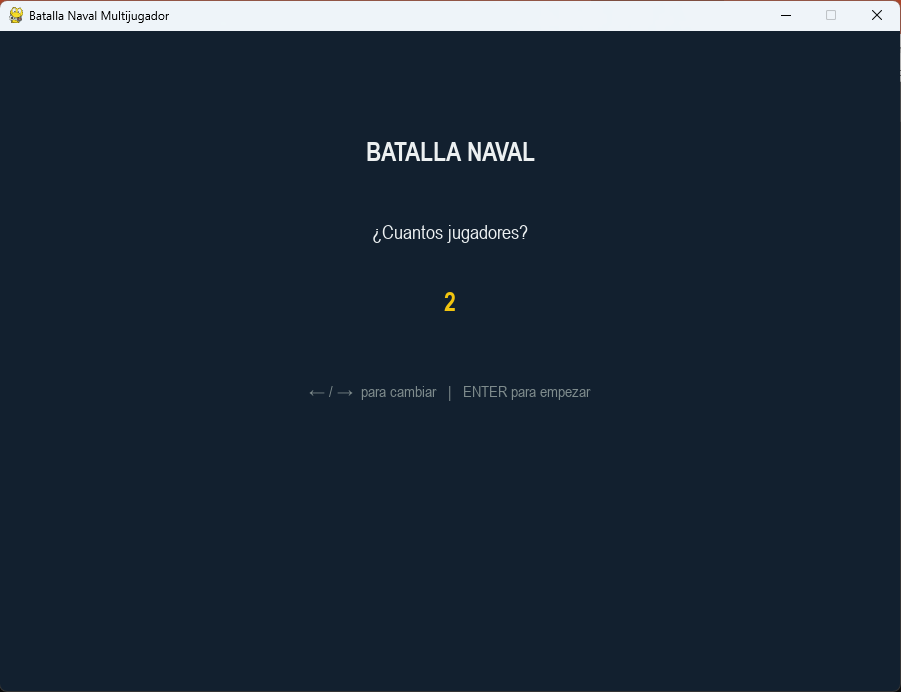 Batalla Naval Multijugador
BATALLA NAVAL
¿Cuantos jugadores?
2
← / → para cambiar | ENTER para empezar